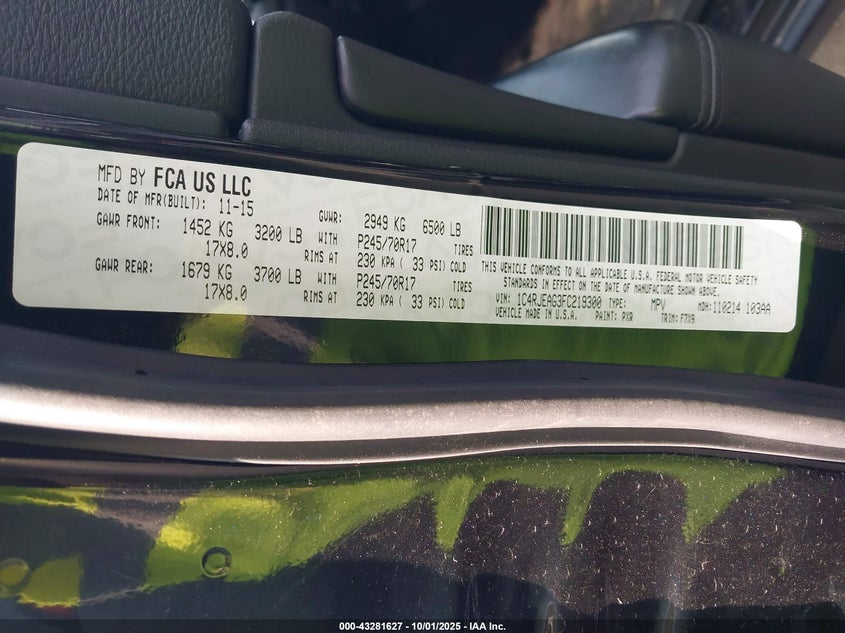 MFD BY FCA US LLC
DATE OF MFR(BUILT): 11-15 GVWR: 2949 KG 6500 LB
GAWR FRONT: 1452 KG 3200 LB WITH P245/70R17 TIRES
17X8.0 RIMS AT 230 KPA ( 33 PSI) COLD
GAWR REAR: 1679 KG 3700 LB WITH P245/70R17 TIRES
17X8.0 RIMS AT 230 KPA ( 33 PSI) COLD
THIS VEHICLE CONFORMS TO ALL APPLICABLE U.S.A. FEDERAL MOTOR VEHICLE SAFETY
STANDARDS IN EFFECT ON THE DATE OF MANUFACTURE SHOWN ABOVE.
VIN: 1C4RJEAG3FC219300 TYPE: MPV MDH: 110214 103AA
VEHICLE MADE IN U.S.A. PAINT: PXR TRIM: F7X9
000-43281627 - 10/01/2025 - IAA Inc.